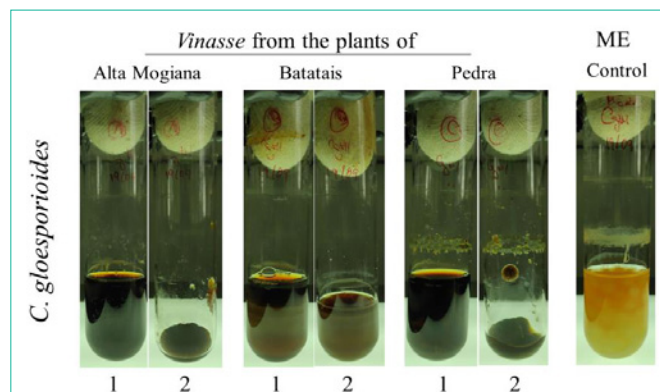 Vinasse from the plants of
ME
Alta Mogiana
Batatais
Pedra
Control
C. gloesporioides
1 2 1 2 1 2